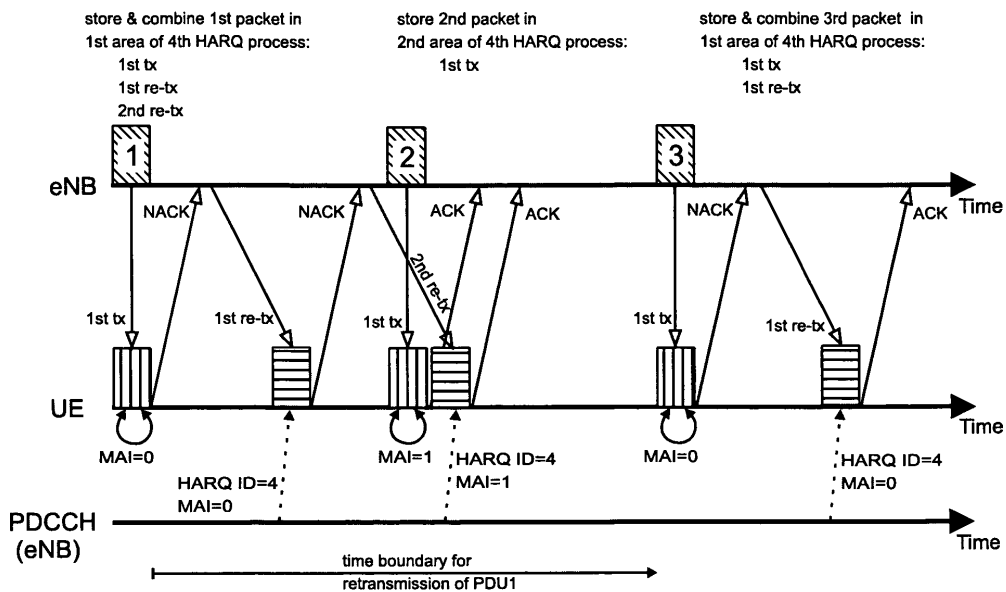 store & combine 1st packet in
1st area of 4th HARQ process:
1st tx
1st re-tx
2nd re-tx
store 2nd packet in
2nd area of 4th HARQ process:
1st tx
store & combine 3rd packet in
1st area of 4th HARQ process:
1st tx
1st re-tx
1
2
3
eNB
Time
NACK
NACK
ACK
ACK
NACK
ACK
2nd re-tx
1st tx
1st re-tx
1st tx
1st tx
1st re-tx
UE
Time
MAI=0
MAI=1
MAI=0
HARQ ID=4
MAI=0
HARQ ID=4
MAI=1
HARQ ID=4
MAI=0
PDCCH
(eNB)
Time
time boundary for
retransmission of PDU1